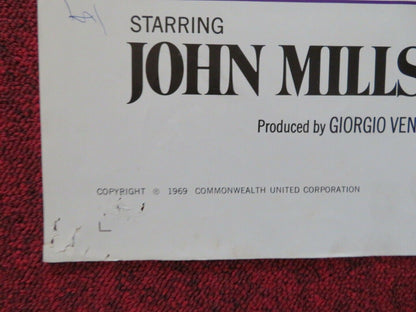 STARRING
JOHN MILLS
Produced by GIORGIO VEN
COPYRIGHT © 1969 COMMONWEALTH UNITED CORPORATION